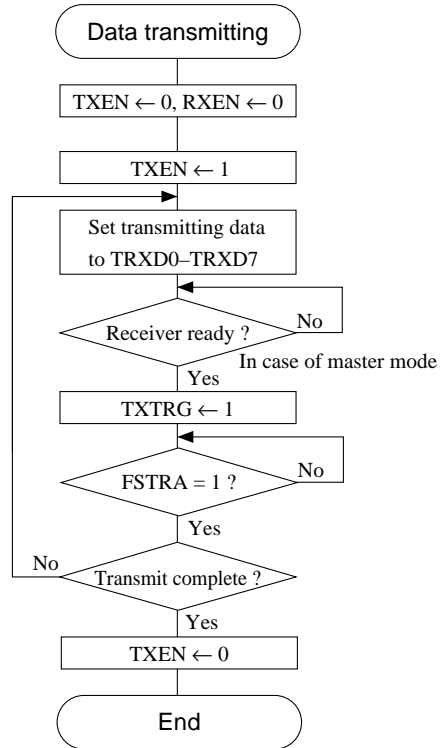 Data transmitting
TXEN ← 0, RXEN ← 0
TXEN ← 1
Set transmitting data
to TRXD0–TRXD7
Receiver ready ?
No
In case of master mode
Yes
TXTRG ← 1
FSTRA = 1 ?
No
Yes
No
Transmit complete ?
Yes
TXEN ← 0
End